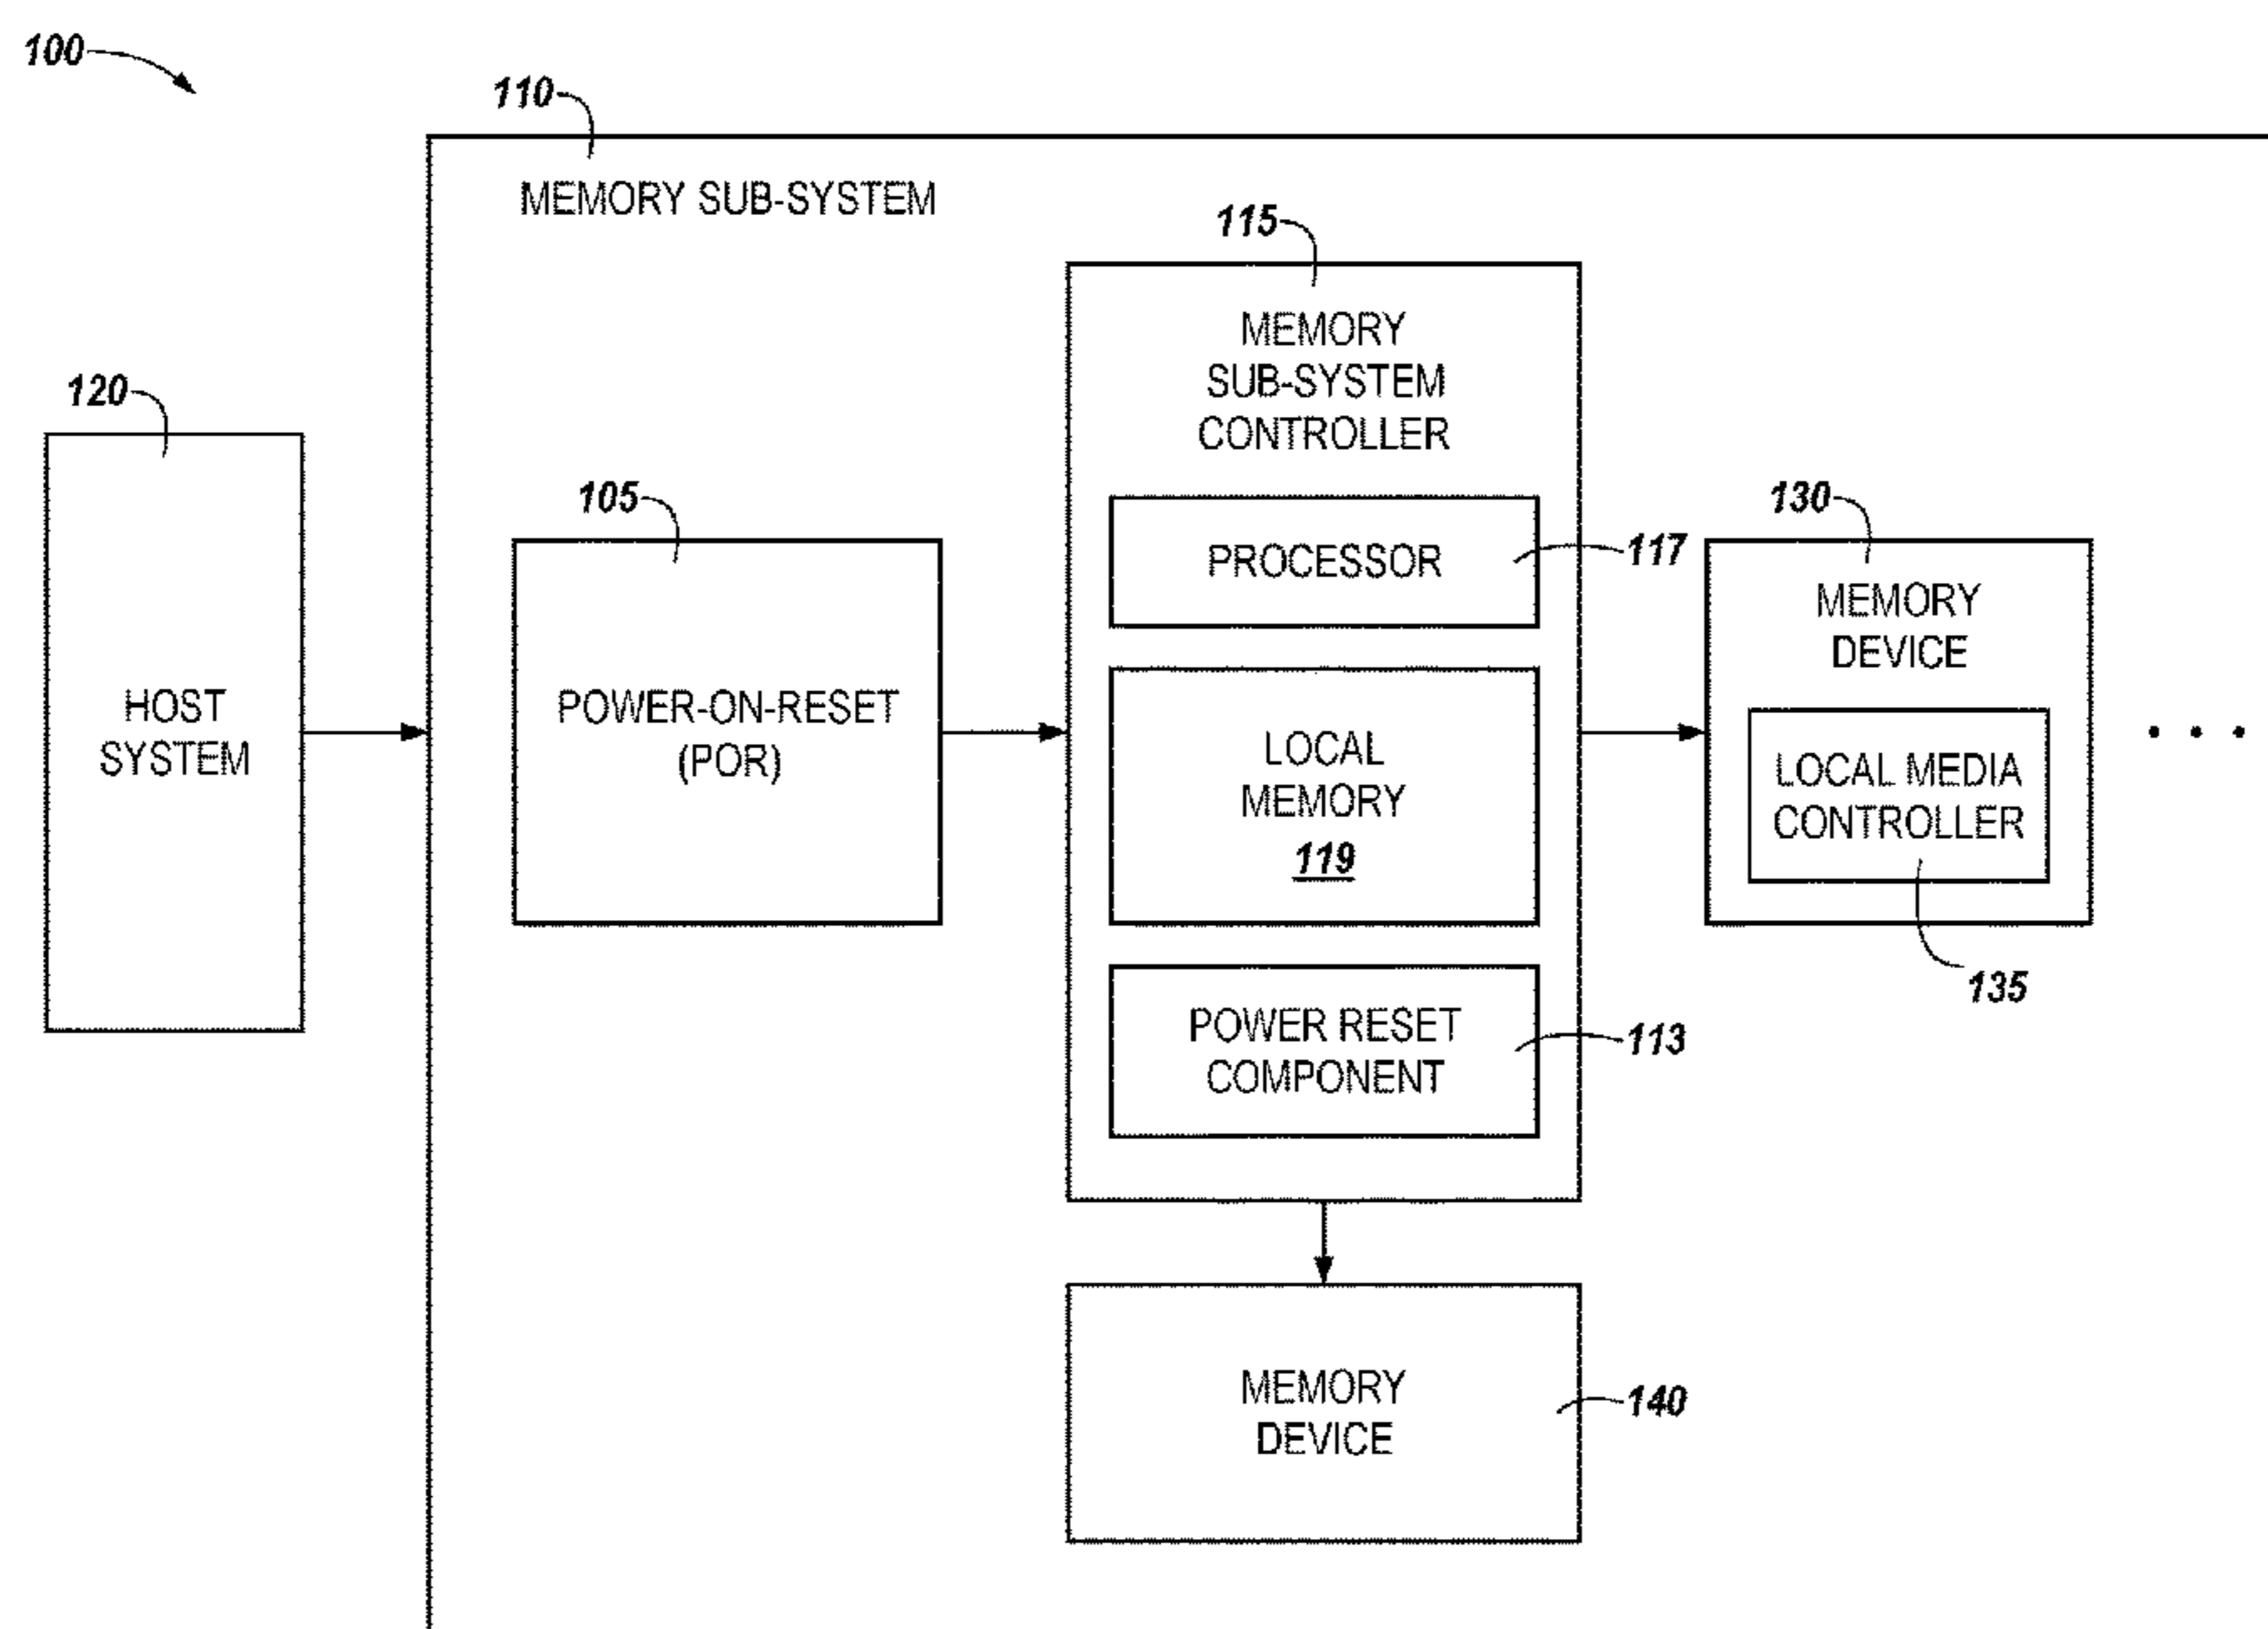 100
110
MEMORY SUB-SYSTEM
115
MEMORY
SUB-SYSTEM
CONTROLLER
120
HOST
SYSTEM
105
POWER-ON-RESET
(POR)
PROCESSOR
117
LOCAL
MEMORY
119
POWER RESET
COMPONENT
113
130
MEMORY
DEVICE
LOCAL MEDIA
CONTROLLER
135
• • •
MEMORY
DEVICE
140